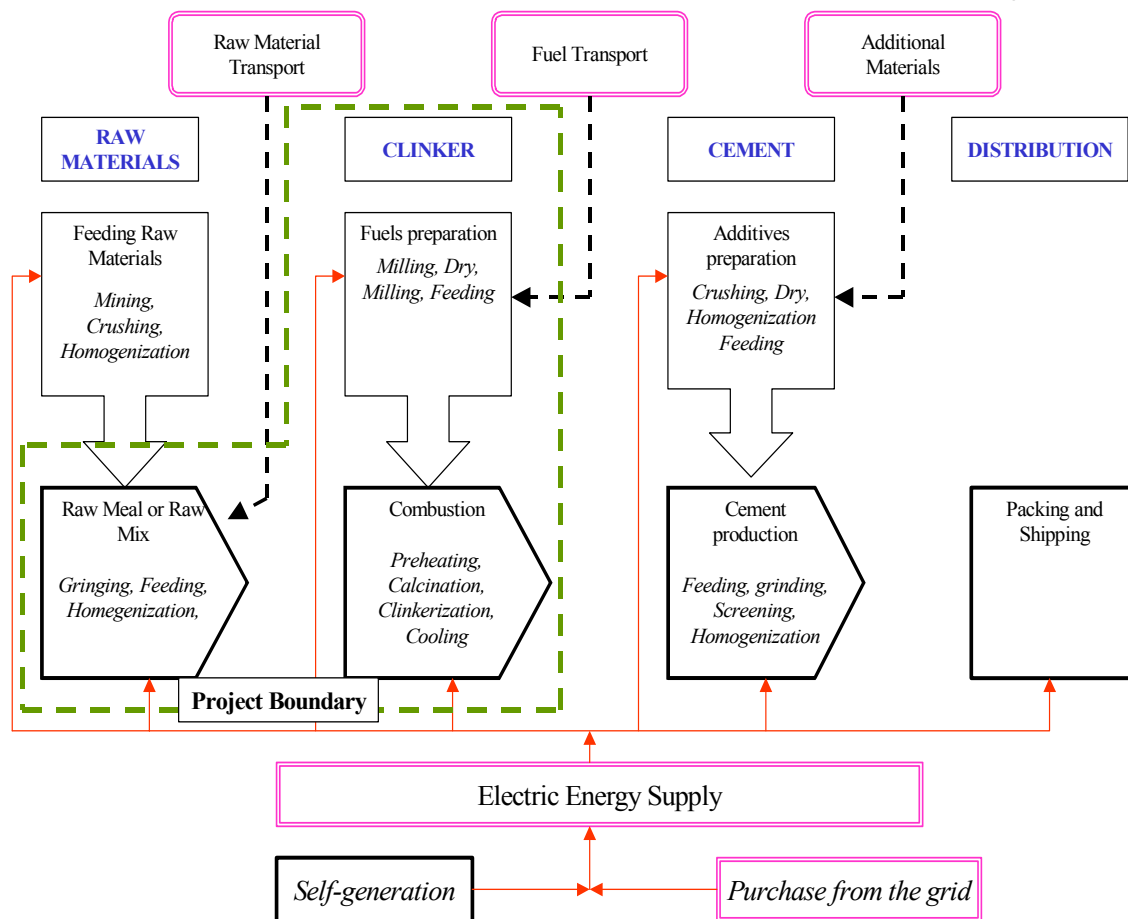 Raw Material
Transport
Fuel Transport
Additional
Materials
RAW
MATERIALS
CLINKER
CEMENT
DISTRIBUTION
Feeding Raw
Materials
Mining,
Crushing,
Homogenization
Fuels preparation
Milling, Dry,
Milling, Feeding
Additives
preparation
Crushing, Dry,
Homogenization
Feeding
Raw Meal or Raw
Mix
Gringing, Feeding,
Homegenization,
Combustion
Preheating,
Calcination,
Clinkerization,
Cooling
Cement
production
Feeding, grinding,
Screening,
Homogenization
Packing and
Shipping
Project Boundary
Electric Energy Supply
Self-generation
Purchase from the grid